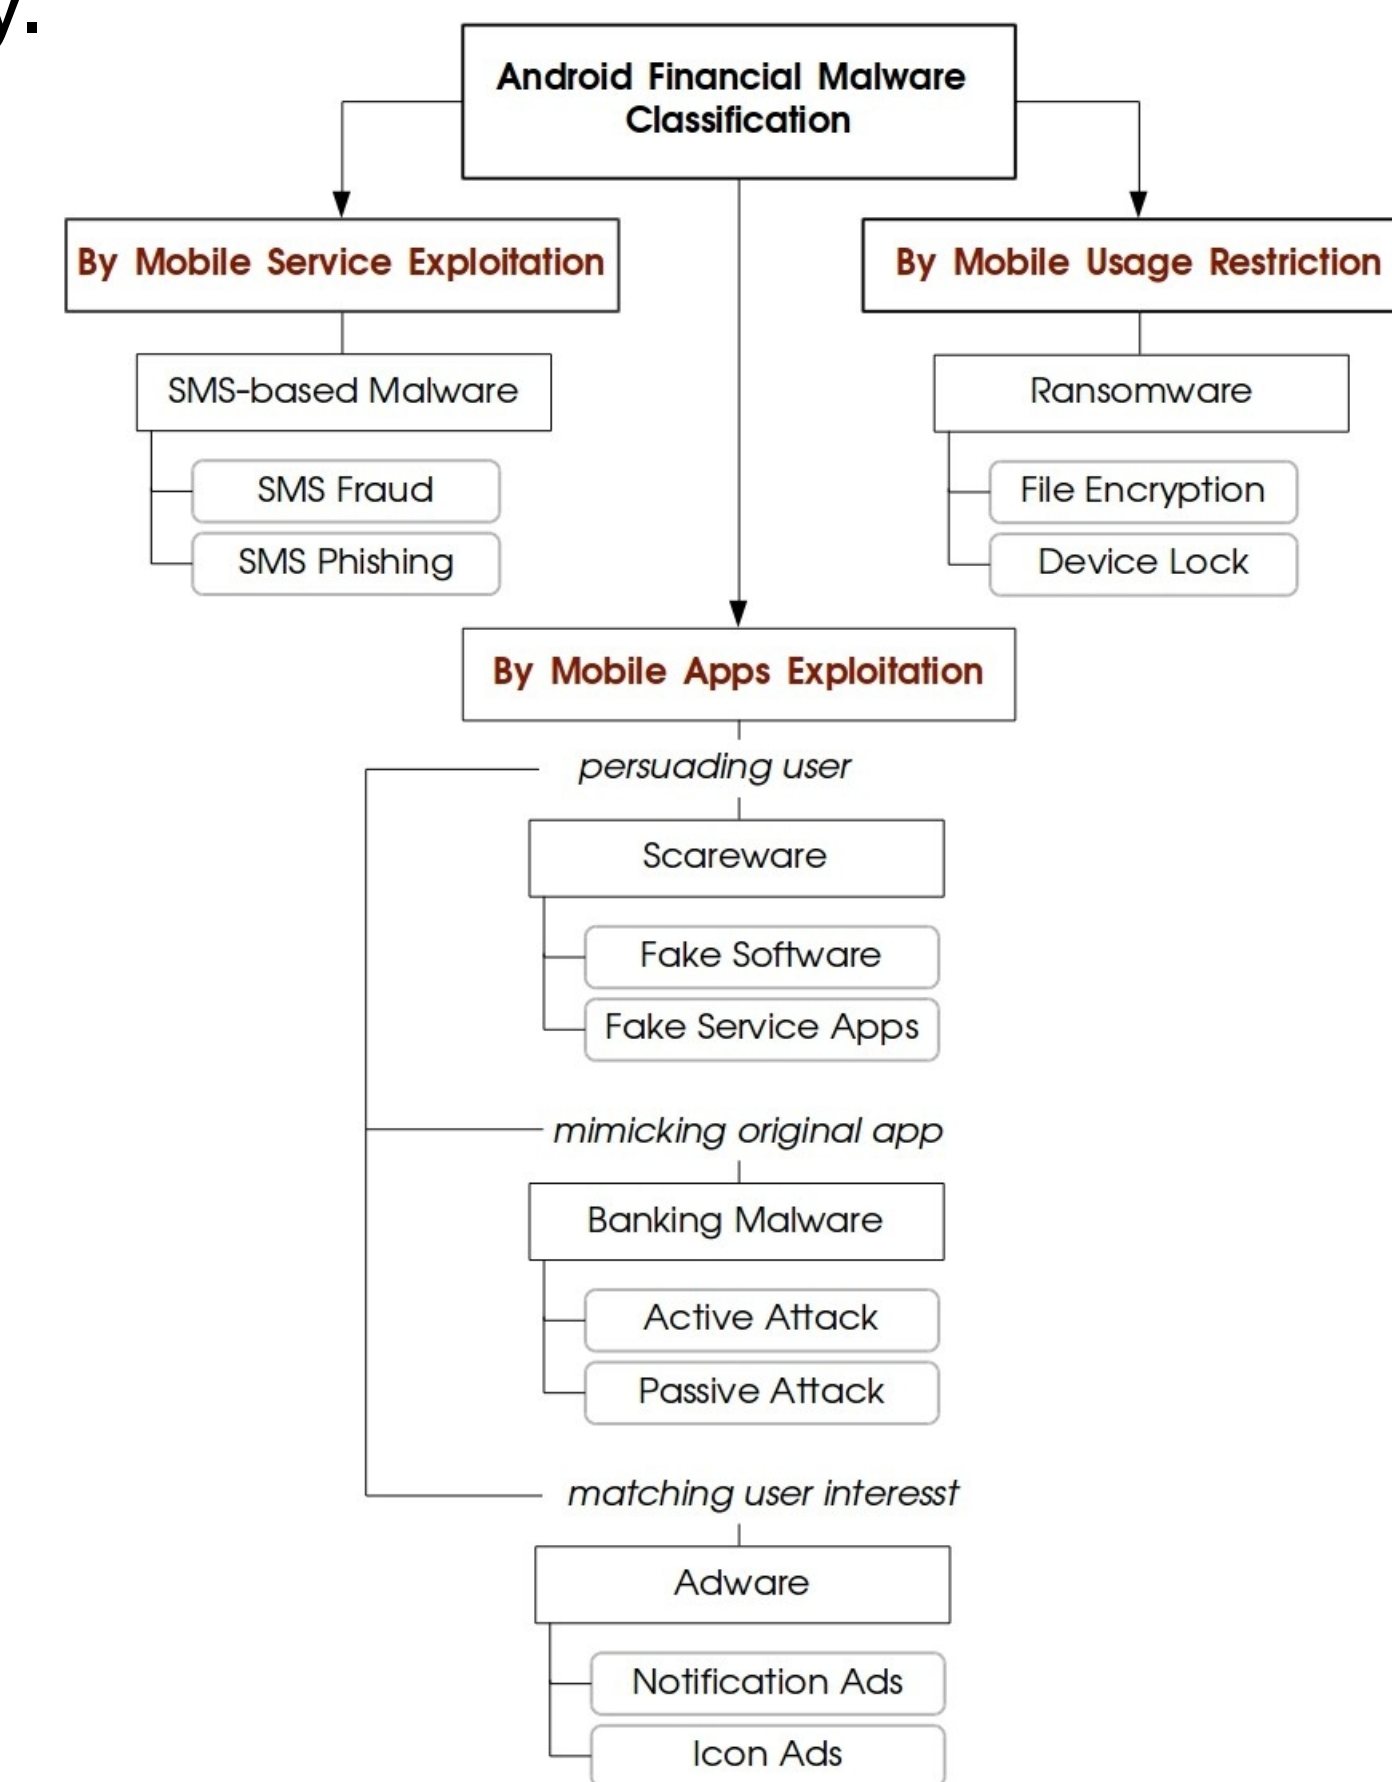 y.
Android Financial Malware
Classification
By Mobile Service Exploitation
By Mobile Usage Restriction
SMS-based Malware
Ransomware
SMS Fraud
File Encryption
SMS Phishing
Device Lock
By Mobile Apps Exploitation
persuading user
Scareware
Fake Software
Fake Service Apps
mimicking original app
Banking Malware
Active Attack
Passive Attack
matching user interesst
Adware
Notification Ads
Icon Ads